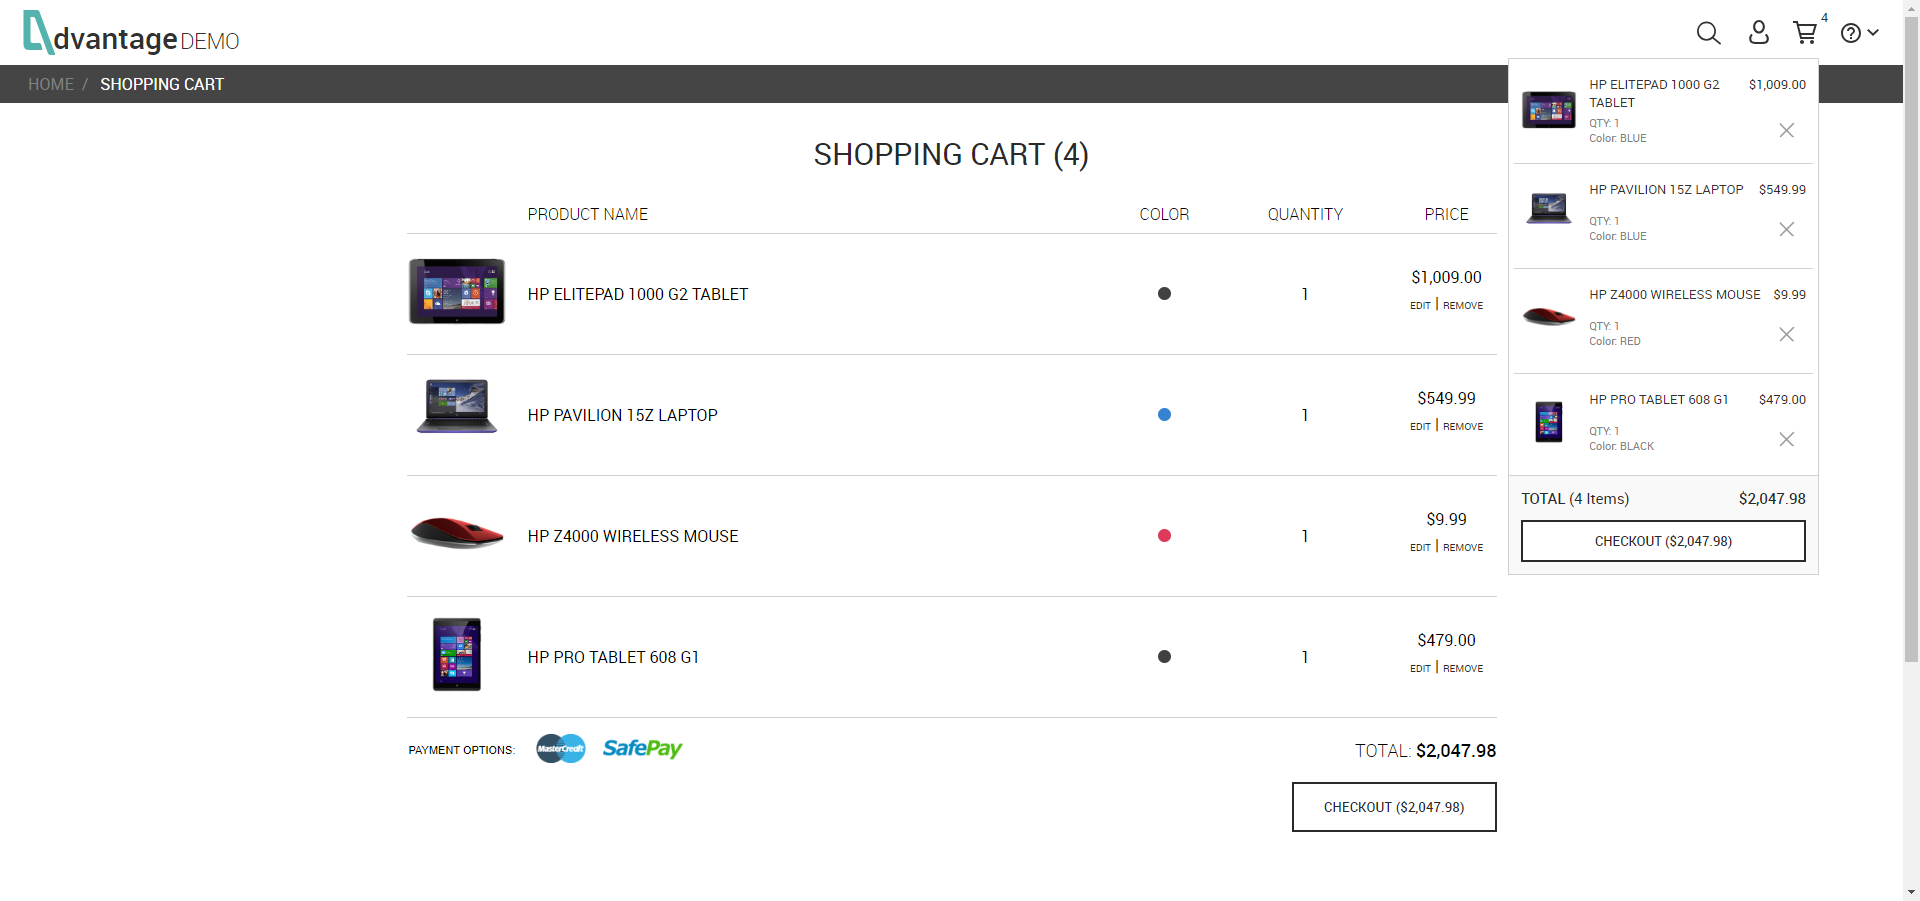 dvantage DEMO
4
HOME / SHOPPING CART
SHOPPING CART (4)
PRODUCT NAME COLOR QUANTITY PRICE
HP ELITEPAD 1000 G2 TABLET 1 $1,009.00
EDIT | REMOVE
HP PAVILION 15Z LAPTOP 1 $549.99
EDIT | REMOVE
HP Z4000 WIRELESS MOUSE 1 $9.99
EDIT | REMOVE
HP PRO TABLET 608 G1 1 $479.00
EDIT | REMOVE
PAYMENT OPTIONS: MasterCredit SafePay TOTAL: $2,047.98
CHECKOUT ($2,047.98)
HP ELITEPAD 1000 G2 $1,009.00
TABLET
QTY: 1
Color: BLUE
HP PAVILION 15Z LAPTOP $549.99
QTY: 1
Color: BLUE
HP Z4000 WIRELESS MOUSE $9.99
QTY: 1
Color: RED
HP PRO TABLET 608 G1 $479.00
QTY: 1
Color: BLACK
TOTAL (4 Items) $2,047.98
CHECKOUT ($2,047.98)